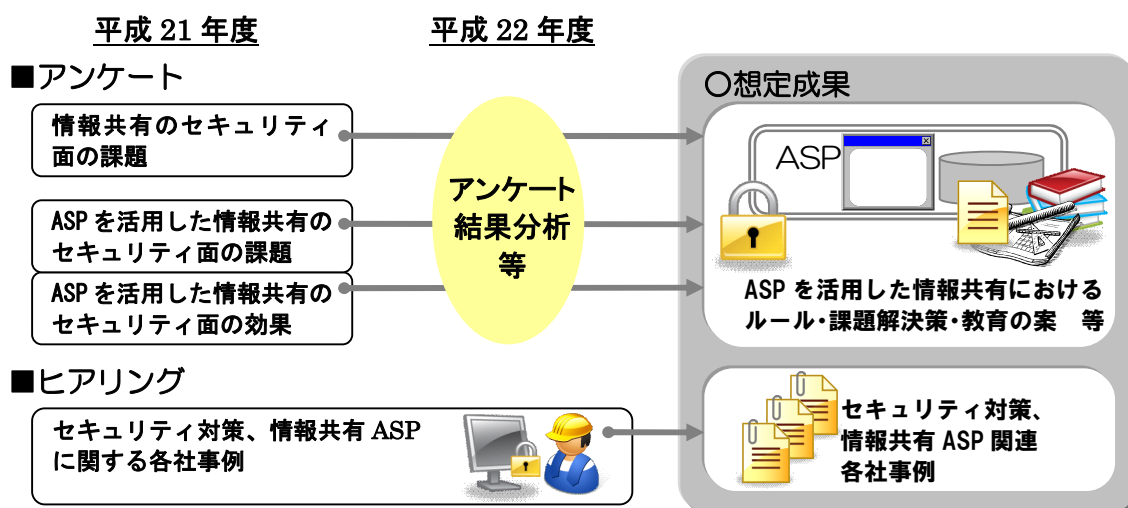 平成 21 年度
平成 22 年度
■アンケート
情報共有のセキュリティ
面の課題
ASP を活用した情報共有の
セキュリティ面の課題
ASP を活用した情報共有の
セキュリティ面の効果
アンケート
結果分析
等
■ヒアリング
セキュリティ対策、情報共有 ASP
に関する各社事例
〇想定成果
ASP
ASP を活用した情報共有における
ルール・課題解決策・教育の案　等
セキュリティ対策、
情報共有 ASP 関連
各社事例